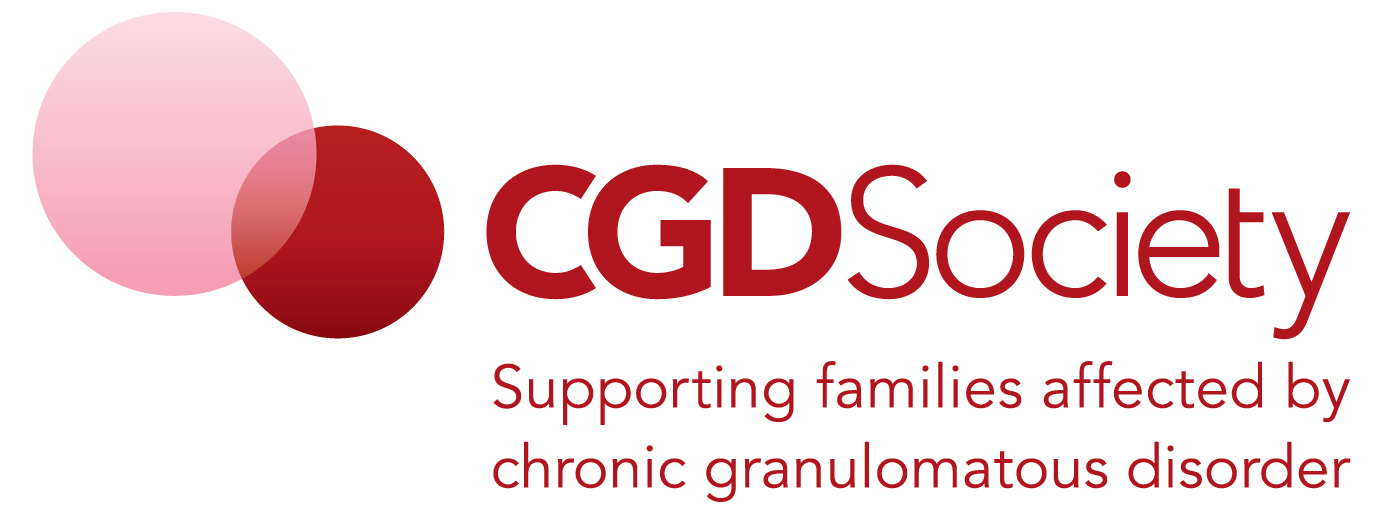 CGDSociety
Supporting families affected by
chronic granulomatous disorder